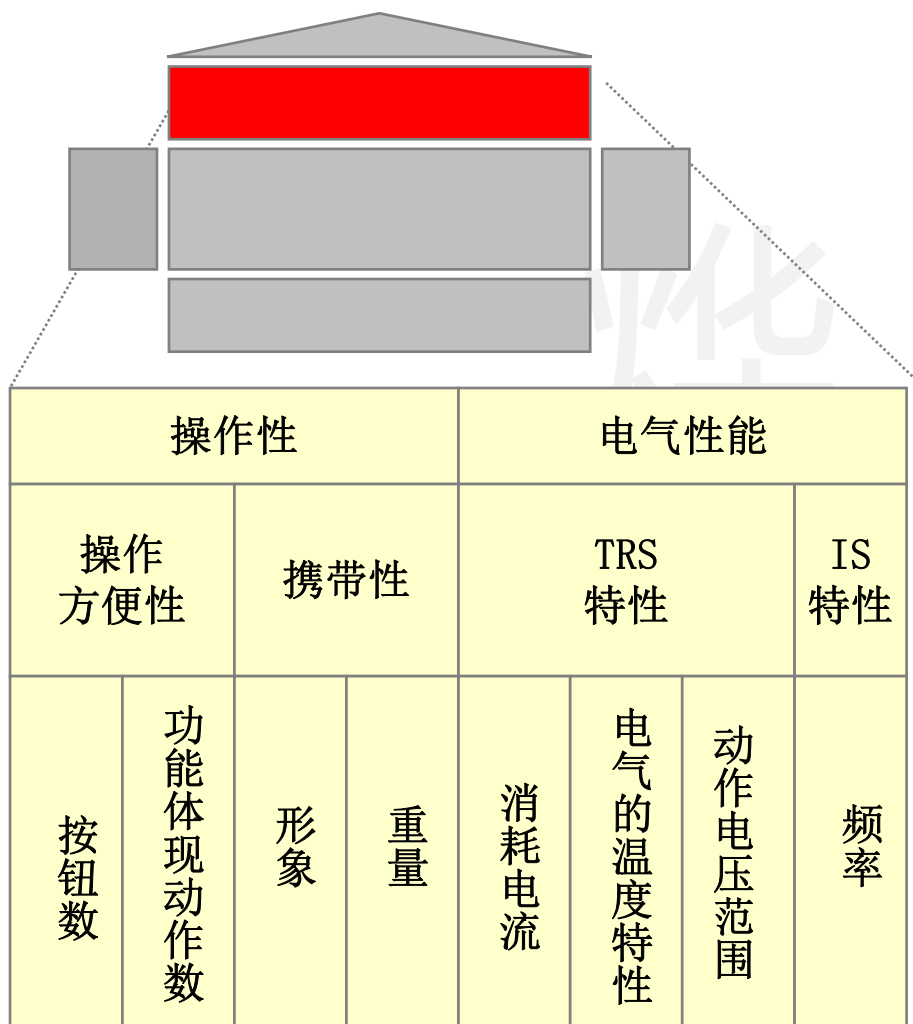 操作性
电气性能
操作
方便性
携带性
TRS
特性
IS
特性
按钮数
功能体现动作数
形象
重量
消耗电流
电气的温度特性
动作电压范围
频率
烨